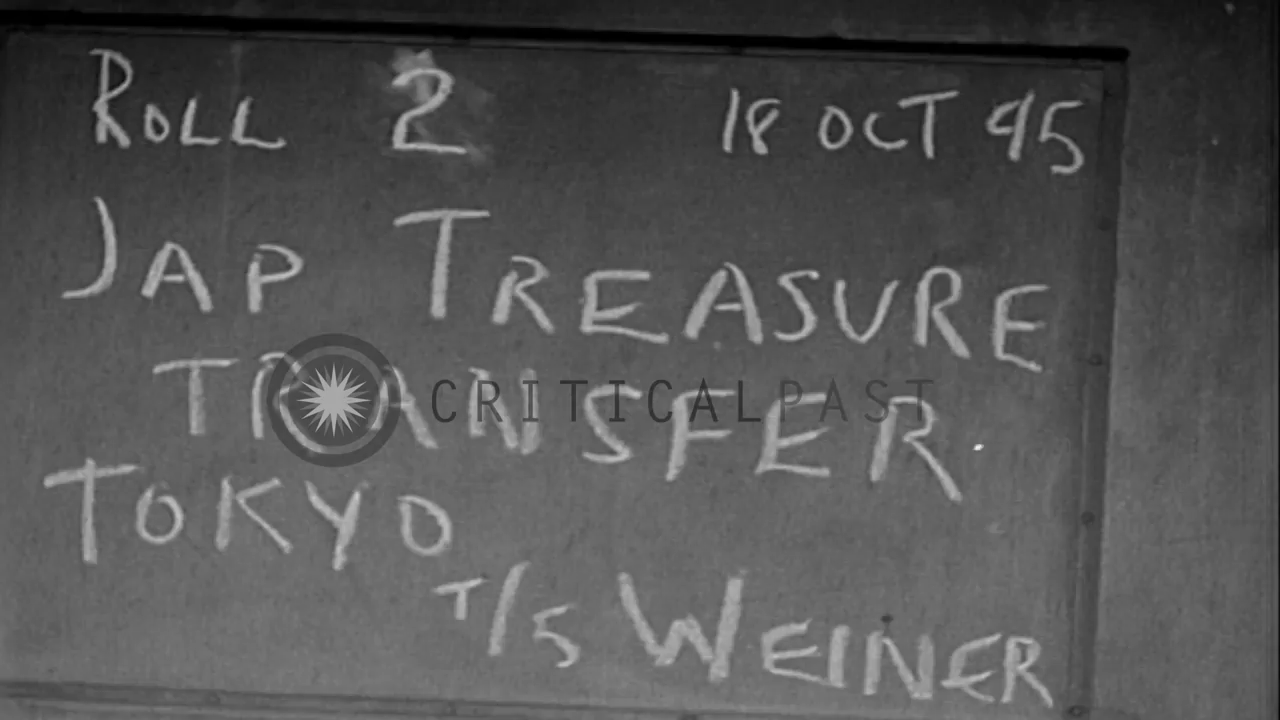 ROLL 2 18 OCT 45
JAP TREASURE
TRANSFER
CRITICALPAST
TOKYO
T/5 WEINER